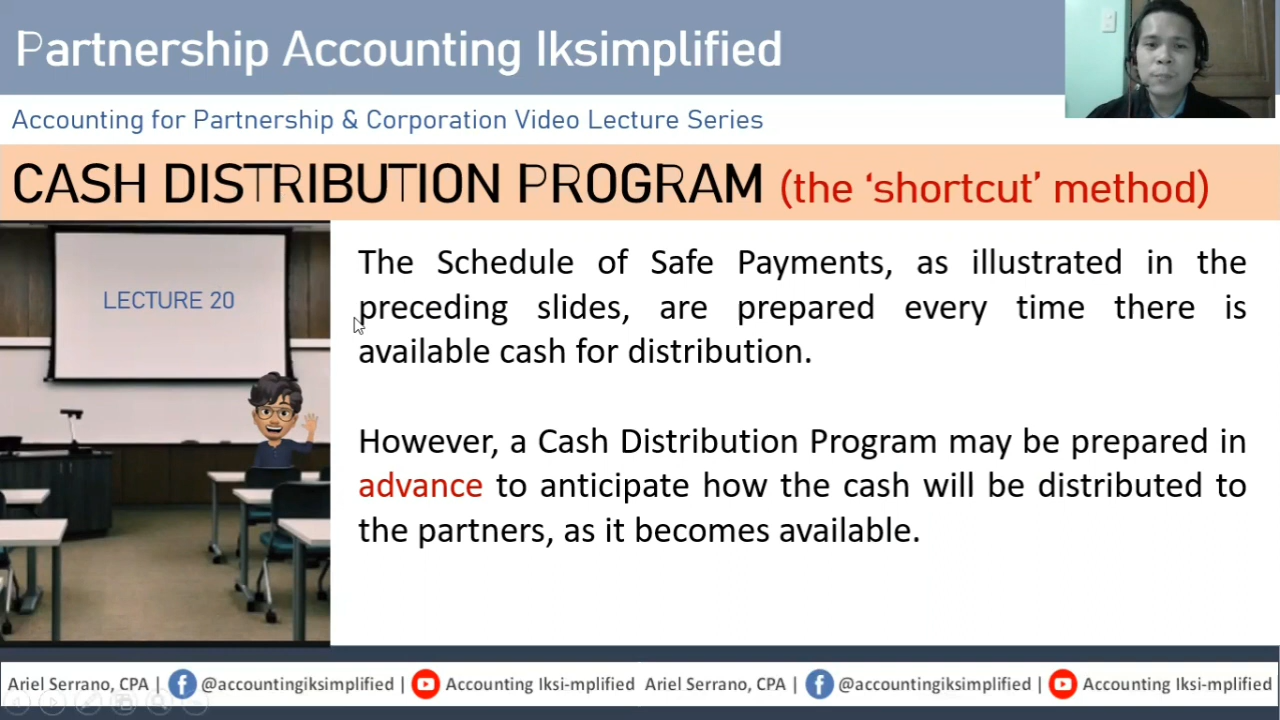 Partnership Accounting Iksimplified
Accounting for Partnership & Corporation Video Lecture Series
CASH DISTRIBUTION PROGRAM (the ‘shortcut’ method)
LECTURE 20
The Schedule of Safe Payments, as illustrated in the
preceding slides, are prepared every time there is
available cash for distribution.
However, a Cash Distribution Program may be prepared in
advance to anticipate how the cash will be distributed to
the partners, as it becomes available.
Ariel Serrano, CPA | @accountingiksimplified | Accounting Iksi-mplified Ariel Serrano, CPA | @accountingiksimplified | Accounting Iksi-mplified